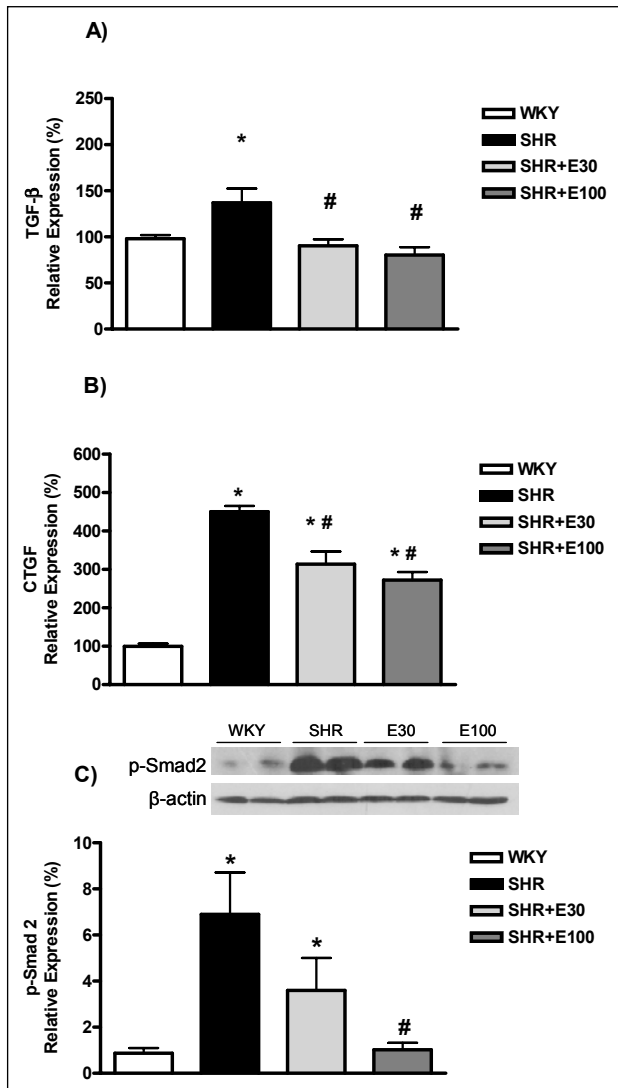 A)
TGF-β
Relative Expression (%)
250
200
150
100
50
0
*
#
#
WKY
SHR
SHR+E30
SHR+E100
B)
CTGF
Relative Expression (%)
600
500
400
300
200
100
0
*
* #
* #
WKY
SHR
SHR+E30
SHR+E100
WKY SHR E30 E100
p-Smad2
C)
β-actin
p-Smad 2
Relative Expression (%)
10
8
6
4
2
0
*
*
#
WKY
SHR
SHR+E30
SHR+E100